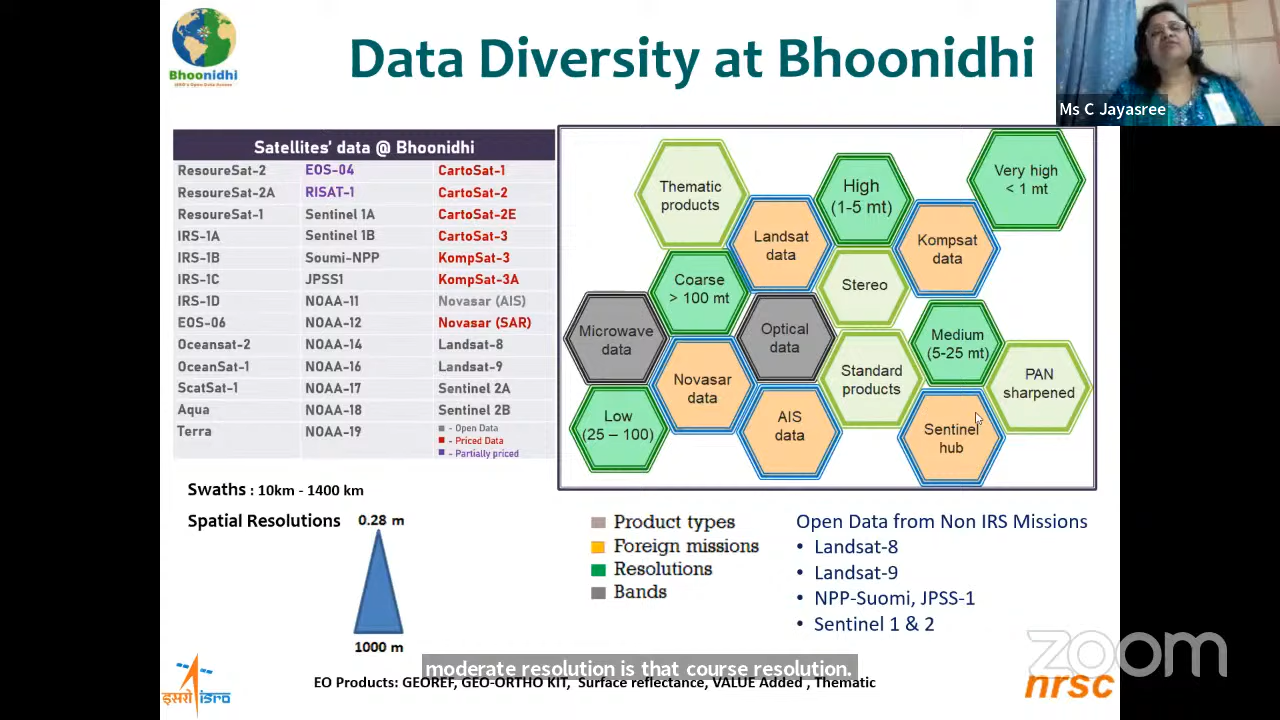 Bhoonidhi
Data Diversity at Bhoonidhi
Ms C Jayasree
Satellites' data @ Bhoonidhi
ResoureSat-2 EOS-04 CartoSat-1
ResoureSat-2A RISAT-1 CartoSat-2
ResoureSat-1 Sentinel 1A CartoSat-2E
IRS-1A Sentinel 1B CartoSat-3
IRS-1B Soumi-NPP KompSat-3
IRS-1C JPSS1 KompSat-3A
IRS-1D NOAA-11 Novasar (AIS)
EOS-06 NOAA-12 Novasar (SAR)
Oceansat-2 NOAA-14 Landsat-8
OceanSat-1 NOAA-16 Landsat-9
ScatSat-1 NOAA-17 Sentinel 2A
Aqua NOAA-18 Sentinel 2B
Terra NOAA-19
- Open Data
- Priced Data
- Partially priced
Thematic
products
High
(1-5 mt)
Very high
< 1 mt
Landsat
data
Kompsat
data
Coarse
> 100 mt
Stereo
Microwave
data
Optical
data
Medium
(5-25 mt)
Novasar
data
Standard
products
PAN
sharpened
Low
(25 – 100)
AIS
data
Sentinel
hub
Swaths : 10km - 1400 km
Spatial Resolutions 0.28 m
1000 m
Product types
Foreign missions
Resolutions
Bands
Open Data from Non IRS Missions
• Landsat-8
• Landsat-9
• NPP-Suomi, JPSS-1
• Sentinel 1 & 2
moderate resolution is that course resolution.
EO Products: GEOREF, GEO-ORTHO KIT, Surface reflectance, VALUE Added , Thematic
इसरो isro
zoom
nrsc